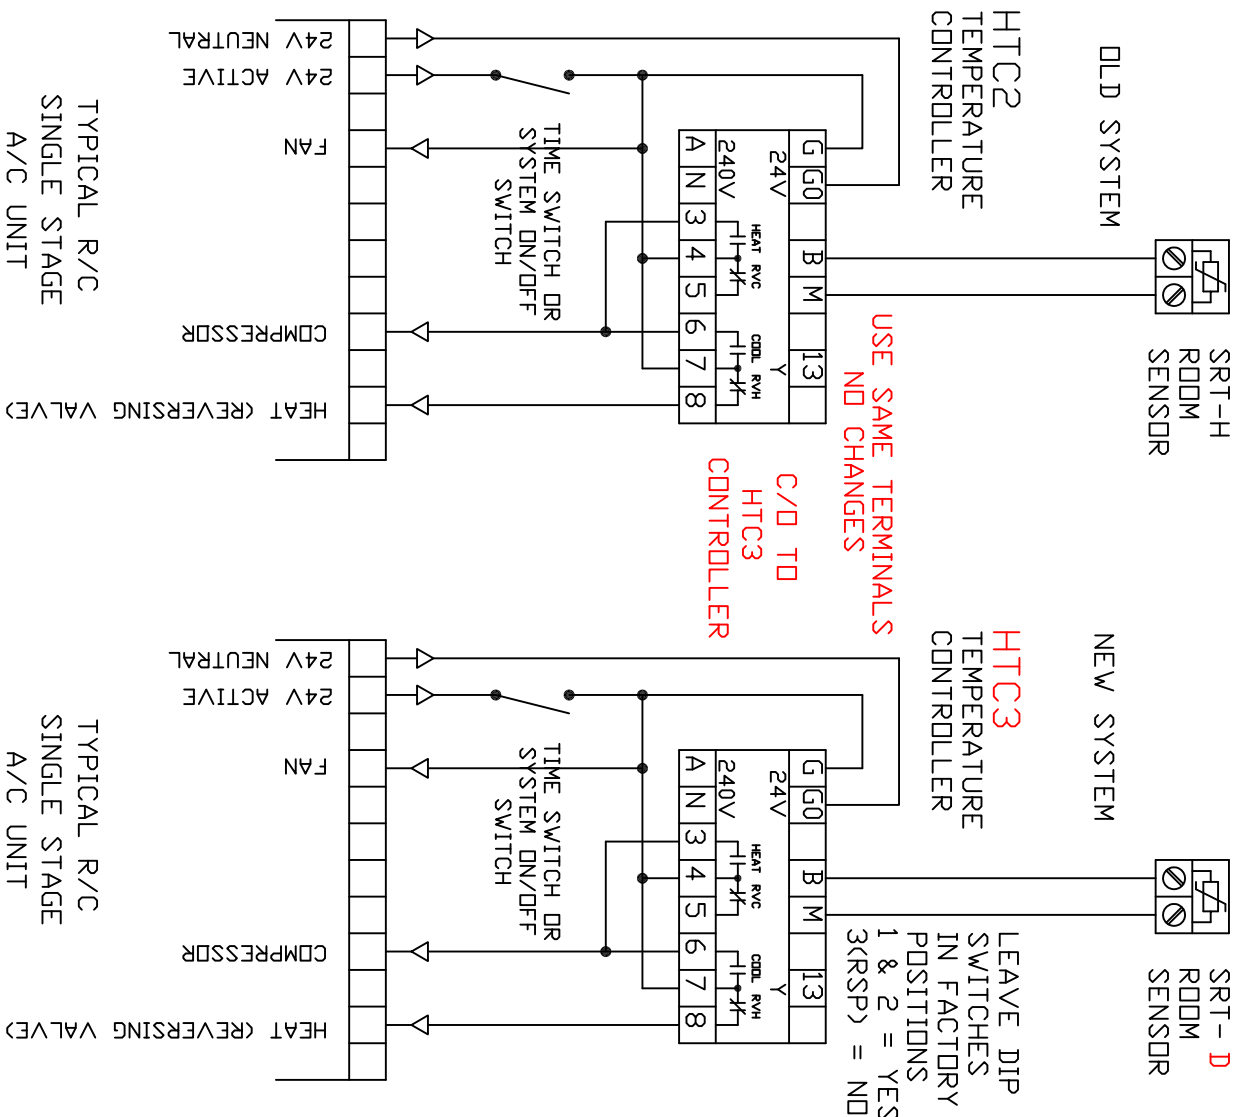 OLD SYSTEM
HTC2
TEMPERATURE
CONTROLLER
SRT-H
ROOM
SENSOR
G G0 B M 13
24V Y
240V
HEAT RVC COOL RVH
A N 3 4 5 6 7 8
USE SAME TERMINALS
NO CHANGES
C/O TO
HTC3
CONTROLLER
TIME SWITCH OR
SYSTEM ON/OFF
SWITCH
24V NEUTRAL
24V ACTIVE
FAN
COMPRESSOR
HEAT (REVERSING VALVE)
TYPICAL R/C
SINGLE STAGE
A/C UNIT
NEW SYSTEM
HTC3
TEMPERATURE
CONTROLLER
SRT-D
ROOM
SENSOR
LEAVE DIP
SWITCHES
IN FACTORY
POSITIONS
1 & 2 = YES
3(RSP) = NO
G G0 B M 13
24V Y
240V
HEAT RVC COOL RVH
A N 3 4 5 6 7 8
TIME SWITCH OR
SYSTEM ON/OFF
SWITCH
24V NEUTRAL
24V ACTIVE
FAN
COMPRESSOR
HEAT (REVERSING VALVE)
TYPICAL R/C
SINGLE STAGE
A/C UNIT